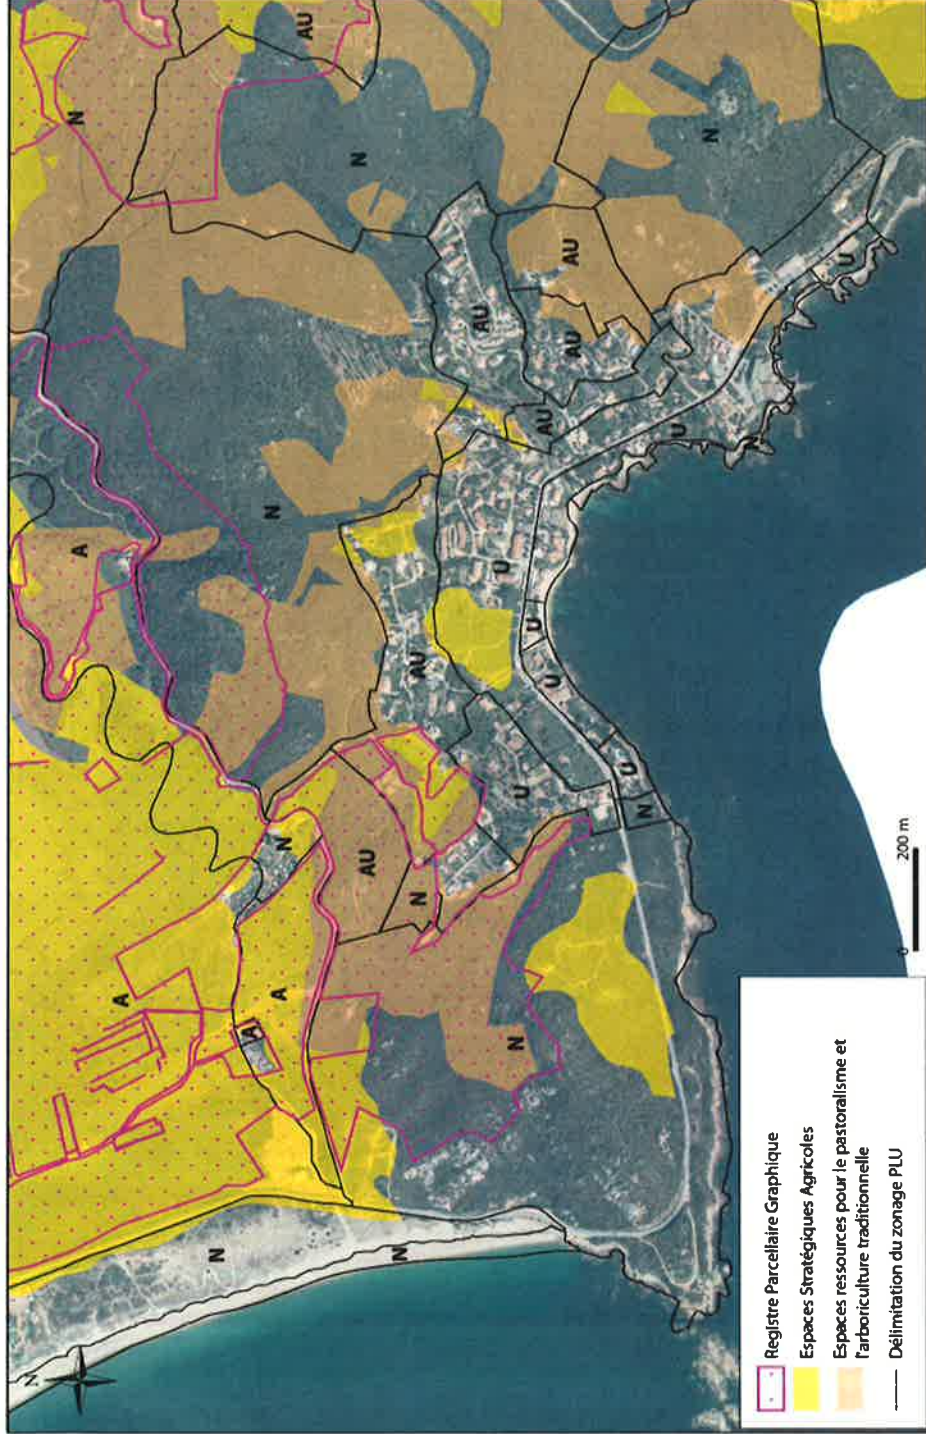 AU
N
AU
N
N
A
N
AU
AU
AU
AU
U
U
N
AU
U
U
U
U
N
U
N
AU
N
A
A
A
N
N
N
N
0 200 m
Registre Parcellaire Graphique
Espaces Stratégiques Agricoles
Espaces ressources pour le pastoralisme et
l'arboriculture traditionnelle
Délimitation du zonage PLU